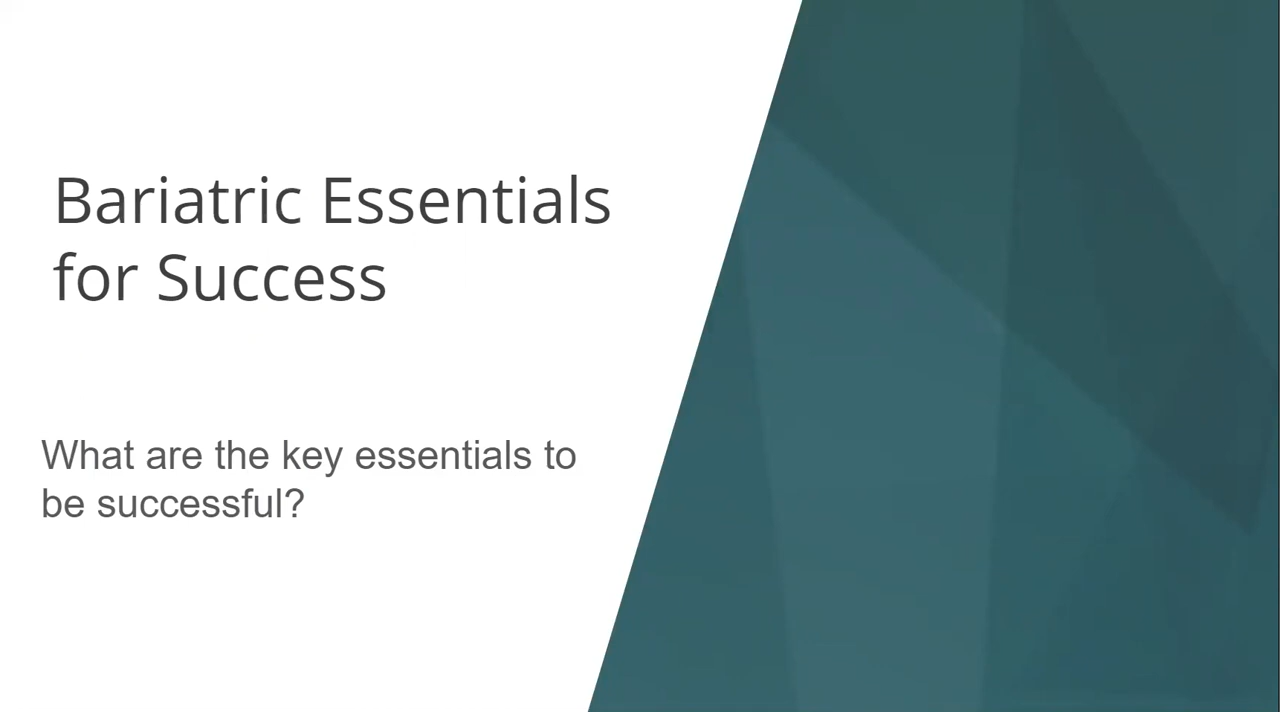 Bariatric Essentials
for Success
What are the key essentials to
be successful?